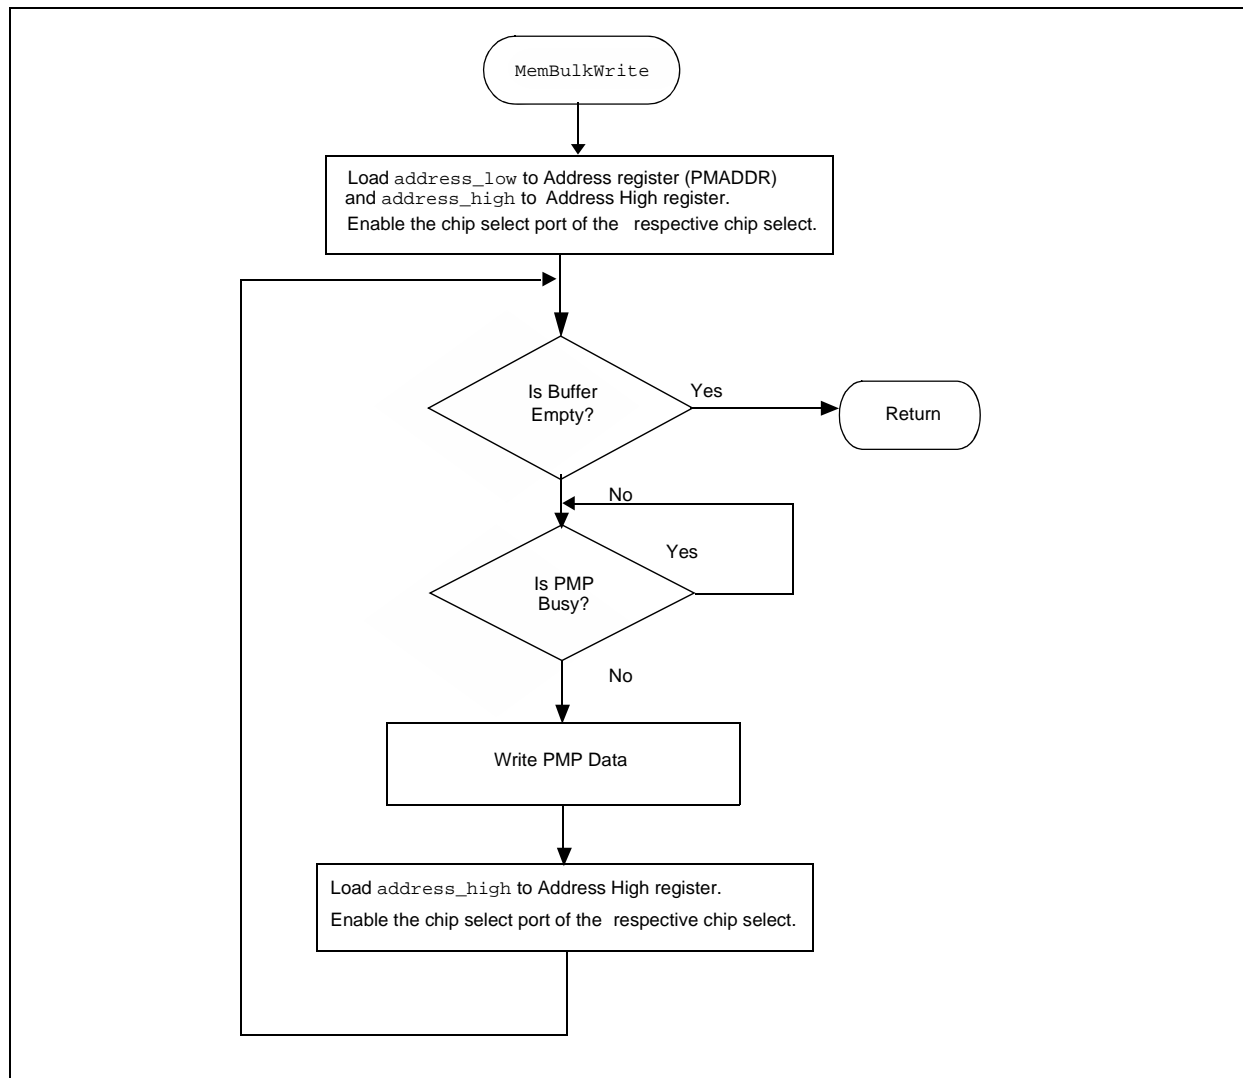 MemBulkWrite
Load address_low to Address register (PMADDR)
and address_high to Address High register.
Enable the chip select port of the respective chip select.
Is Buffer
Empty?
Yes
Return
No
Is PMP
Busy?
Yes
No
Write PMP Data
Load address_high to Address High register.
Enable the chip select port of the respective chip select.